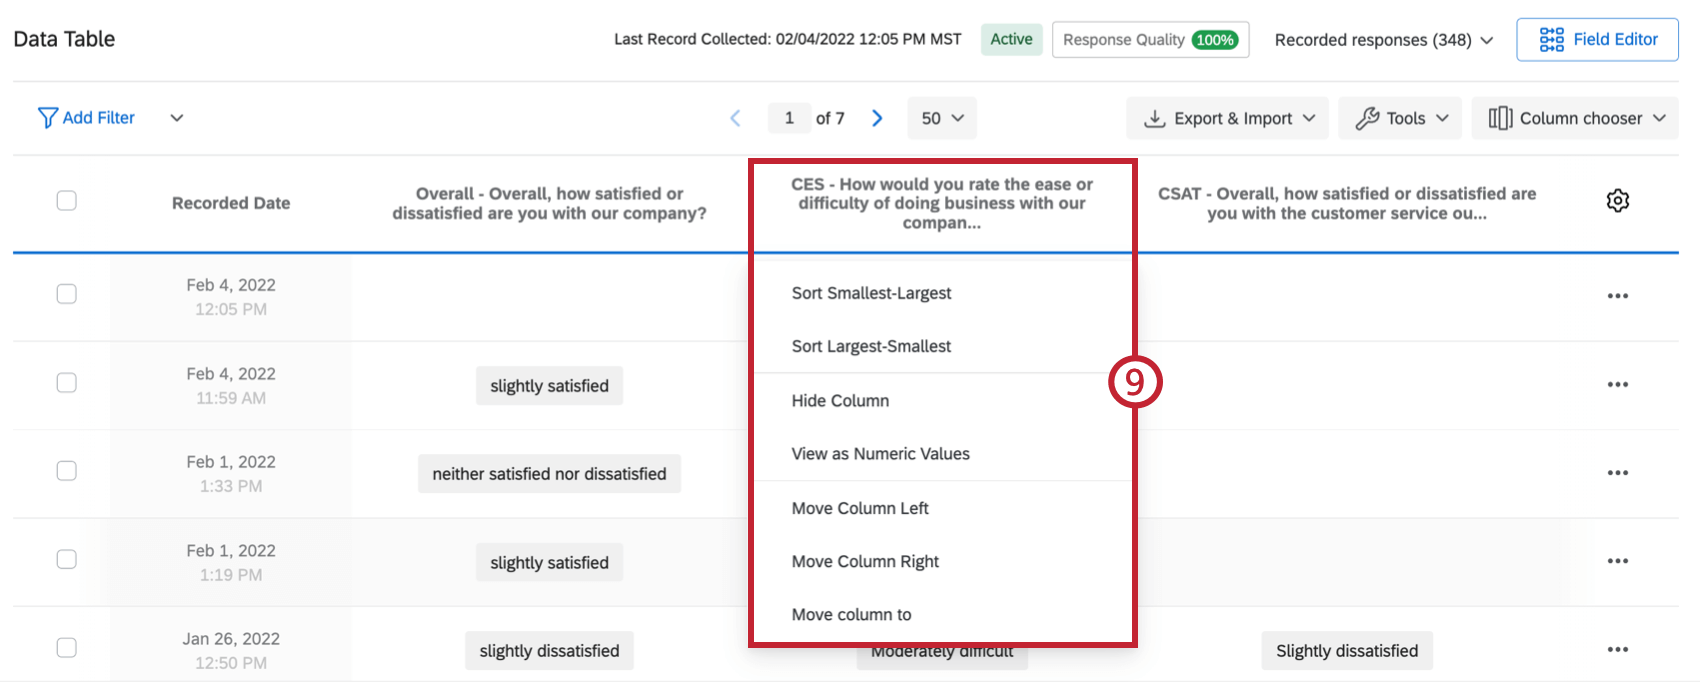 Data Table
Last Record Collected: 02/04/2022 12:05 PM MST
Active
Response Quality 100%
Recorded responses (348)
Field Editor
Add Filter
1 of 7
50
Export & Import
Tools
Column chooser
Recorded Date
Overall - Overall, how satisfied or
dissatisfied are you with our company?
CES - How would you rate the ease or
difficulty of doing business with our
compan...
CSAT - Overall, how satisfied or dissatisfied are
you with the customer service ou...
Feb 4, 2022
12:05 PM
Feb 4, 2022
11:59 AM
slightly satisfied
Feb 1, 2022
1:33 PM
neither satisfied nor dissatisfied
Feb 1, 2022
1:19 PM
slightly satisfied
Jan 26, 2022
12:50 PM
slightly dissatisfied
Moderately difficult
Slightly dissatisfied
Sort Smallest-Largest
Sort Largest-Smallest
Hide Column
View as Numeric Values
Move Column Left
Move Column Right
Move column to
9